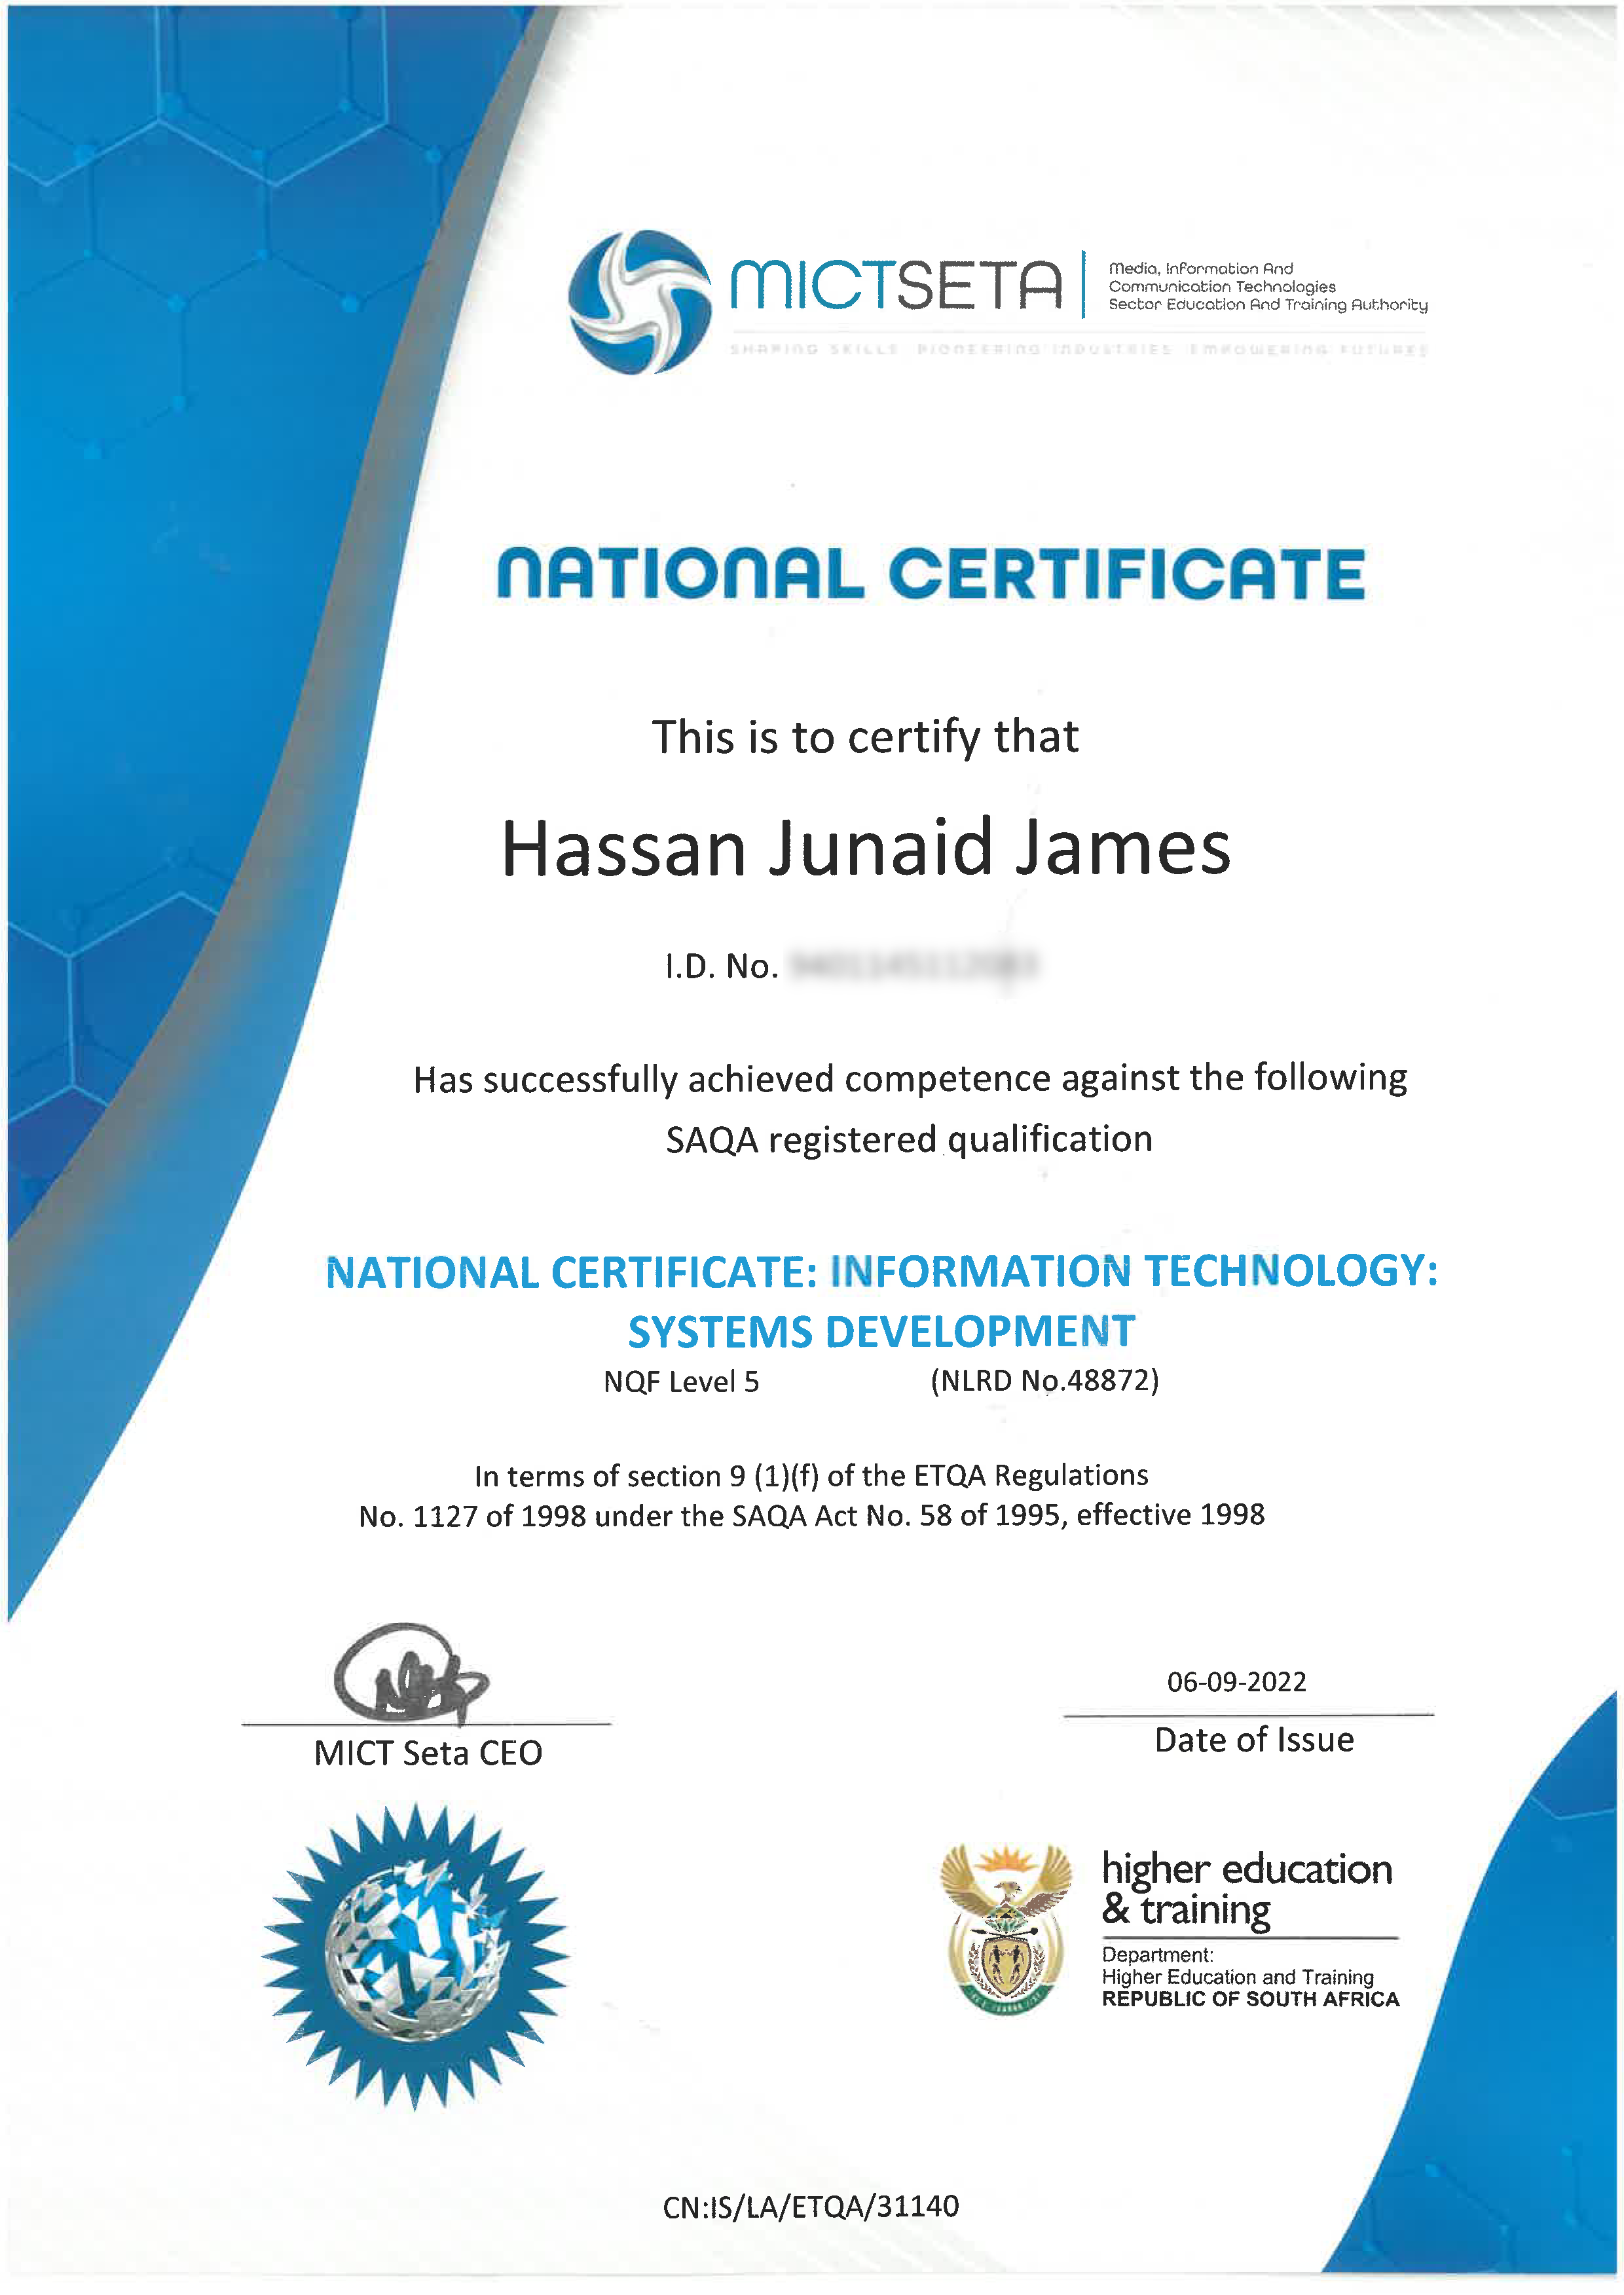 MICTSETA
Media, Information And
Communication Technologies
Sector Education And Training Authority
SHAPING SKILLS PIONEERING INDUSTRIES EMPOWERING FUTURES
NATIONAL CERTIFICATE
This is to certify that
Hassan Junaid James
I.D. No.
Has successfully achieved competence against the following
SAQA registered qualification
NATIONAL CERTIFICATE: INFORMATION TECHNOLOGY:
SYSTEMS DEVELOPMENT
NQF Level 5 (NLRD No.48872)
In terms of section 9 (1)(f) of the ETQA Regulations
No. 1127 of 1998 under the SAQA Act No. 58 of 1995, effective 1998
06-09-2022
MICT Seta CEO
Date of Issue
higher education
& training
Department:
Higher Education and Training
REPUBLIC OF SOUTH AFRICA
CN:IS/LA/ETQA/31140